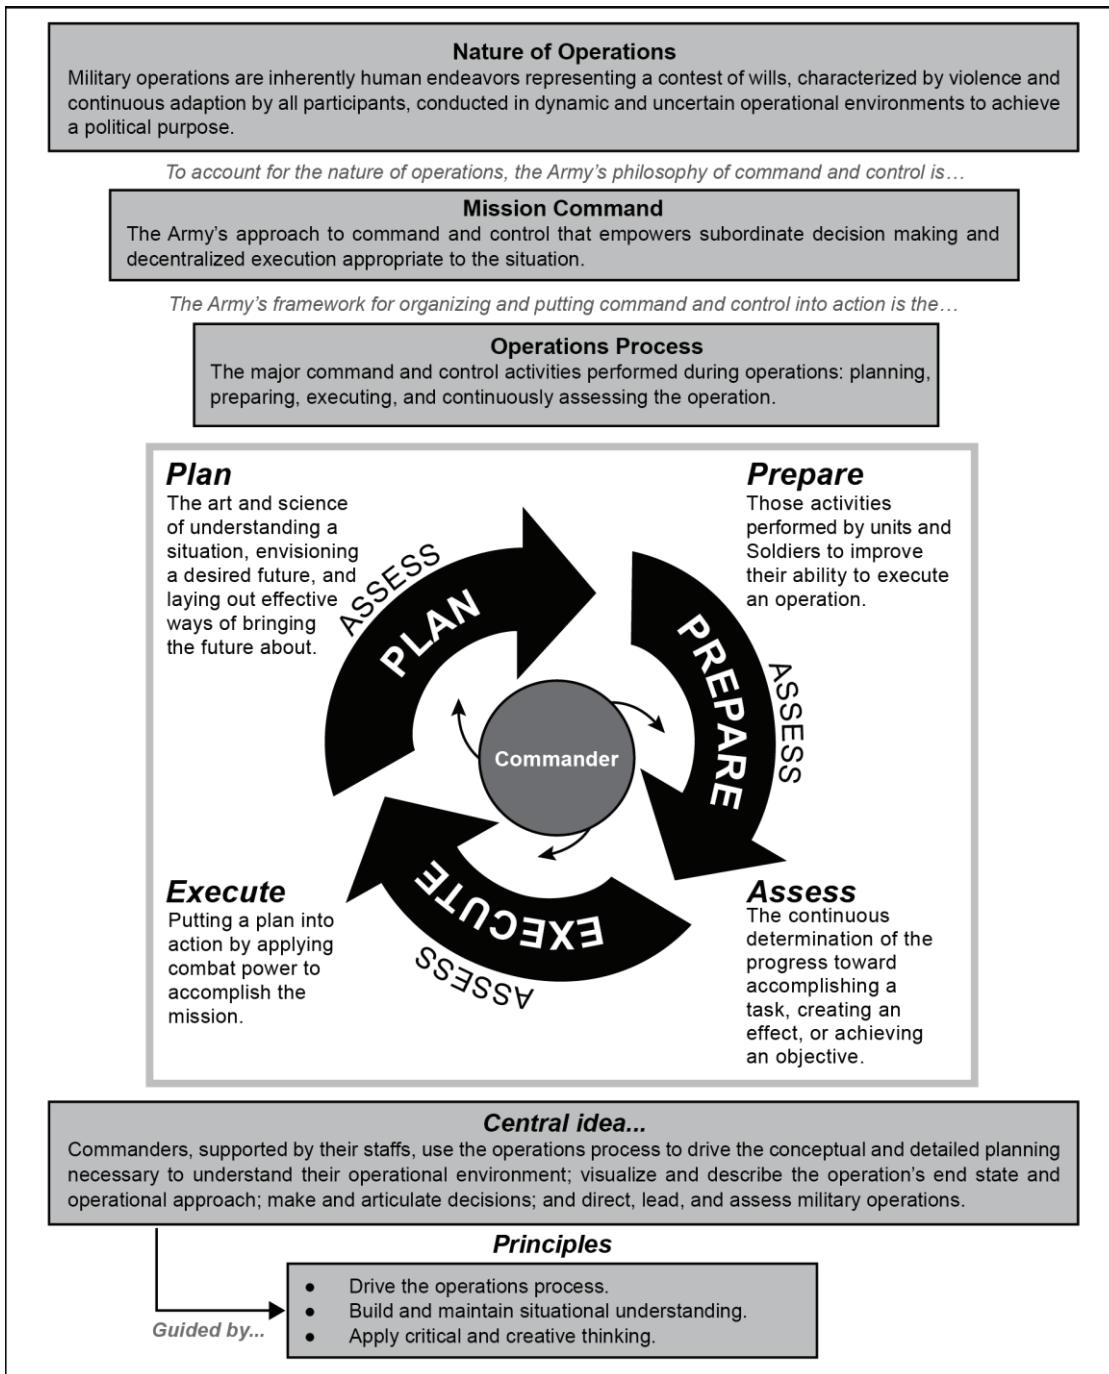 Nature of Operations
Military operations are inherently human endeavors representing a contest of wills, characterized by violence and
continuous adaption by all participants, conducted in dynamic and uncertain operational environments to achieve
a political purpose.
To account for the nature of operations, the Army's philosophy of command and control is…
Mission Command
The Army's approach to command and control that empowers subordinate decision making and
decentralized execution appropriate to the situation.
The Army's framework for organizing and putting command and control into action is the…
Operations Process
The major command and control activities performed during operations: planning,
preparing, executing, and continuously assessing the operation.
Plan
The art and science
of understanding a
situation, envisioning
a desired future, and
laying out effective
ways of bringing
the future about.
Prepare
Those activities
performed by units and
Soldiers to improve
their ability to execute
an operation.
ASSESS
PLAN
PREPARE
ASSESS
Commander
EXECUTE
ASSESS
Execute
Putting a plan into
action by applying
combat power to
accomplish the
mission.
Assess
The continuous
determination of the
progress toward
accomplishing a
task, creating an
effect, or achieving
an objective.
Central idea...
Commanders, supported by their staffs, use the operations process to drive the conceptual and detailed planning
necessary to understand their operational environment; visualize and describe the operation's end state and
operational approach; make and articulate decisions; and direct, lead, and assess military operations.
Principles
● Drive the operations process.
● Build and maintain situational understanding.
● Apply critical and creative thinking.
Guided by...